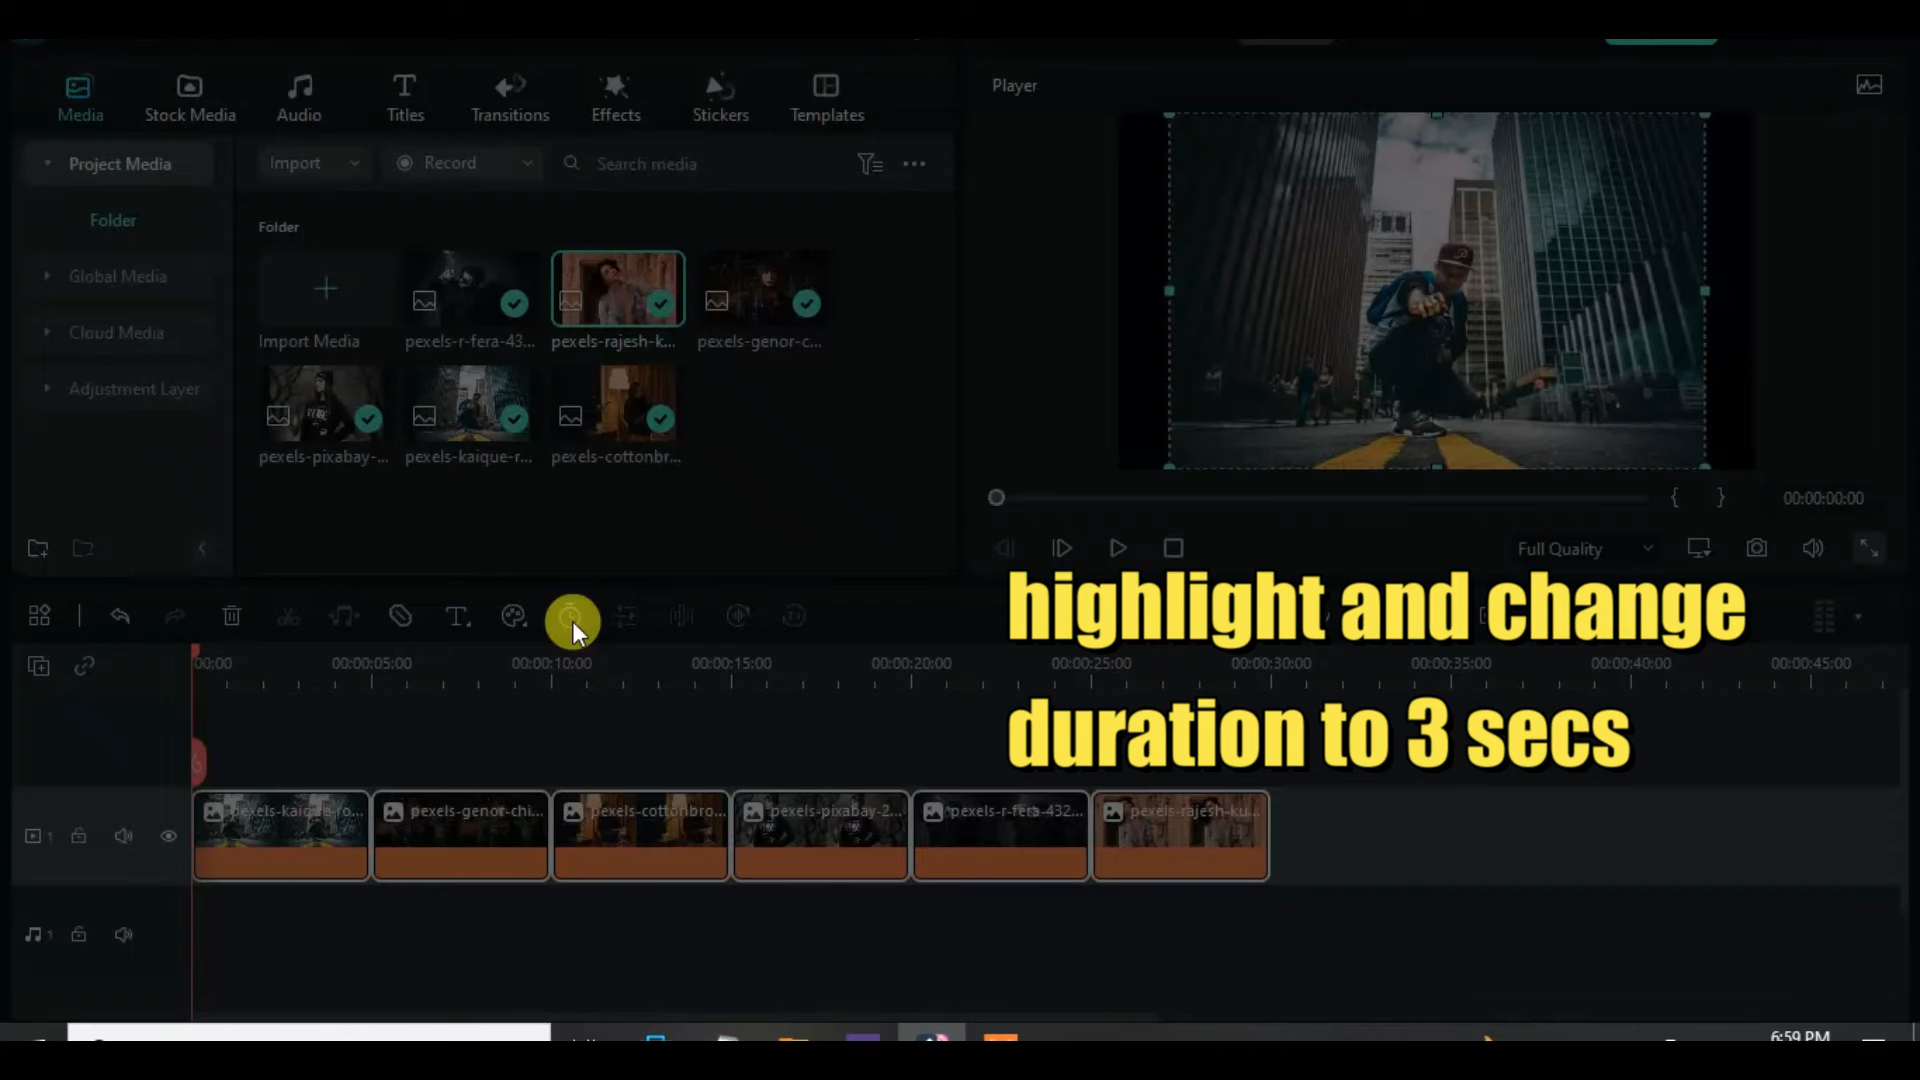 Player
Media
Stock Media
Audio
Titles
Transitions
Effects
Stickers
Templates
Project Media
Import
Record
Search media
Folder
Folder
Global Media
Cloud Media
Adjustment Layer
Import Media
pexels-r-fera-43...
pexels-rajesh-k...
pexels-genor-c...
pexels-pixabay-...
pexels-kaique-r...
pexels-cottonbr...
{ }
00:00:00:00
Full Quality
highlight and change
duration to 3 secs
00:00
00:00:05:00
00:00:10:00
00:00:15:00
00:00:20:00
00:00:25:00
00:00:30:00
00:00:35:00
00:00:40:00
00:00:45:00
pexels-kaique-ro...
pexels-genor-chi...
pexels-cottonbro...
pexels-pixabay-2...
pexels-r-fera-432...
pexels-rajesh-ku...
1
1
6:59 PM